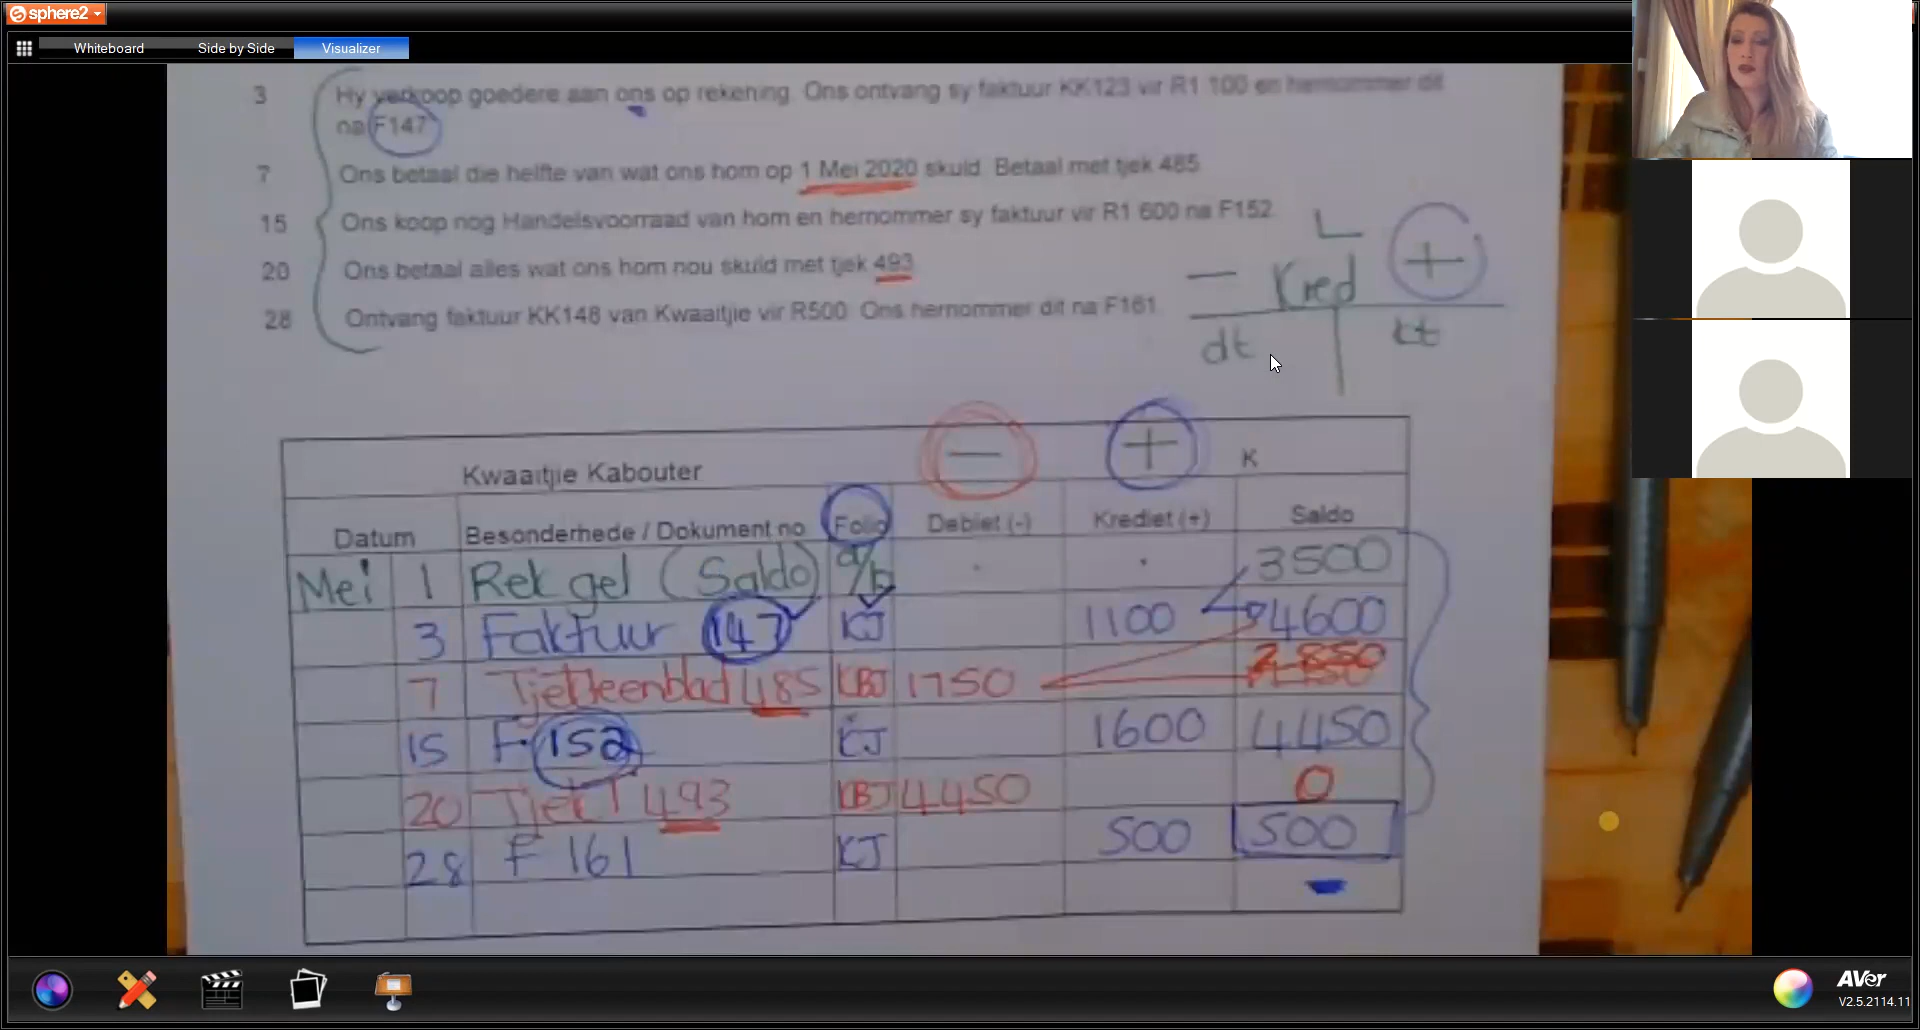 sphere2
Whiteboard Side by Side Visualizer
3 Hy verkoop goedere aan ons op rekening. Ons ontvang sy faktuur KK123 vir R1 100 en hernommer dit
na F147
7 Ons betaal die helfte van wat ons hom op 1 Mei 2020 skuld. Betaal met tjek 485
15 Ons koop nog Handelsvoorraad van hom en hernommer sy faktuur vir R1 600 na F152
20 Ons betaal alles wat ons hom nou skuld met tjek 493
28 Ontvang faktuur KK148 van Kwaaitjie vir R500. Ons hernommer dit na F161.
L
- Kred +
dt kt
- +
Kwaaitjie Kabouter K
Datum Besonderhede / Dokument no Folio Debiet (-) Krediet (+) Saldo
Mei 1 Rek gel (Saldo) a/b 3500
3 Faktuur 147 KJ 1100 4600
7 Tjekteenblad 485 KBJ 1750 2 850
15 F 152 KJ 1600 4450
20 Tjek T 493 KBJ 4450 0
28 F 161 KJ 500 500
AVer
V2.5.2114.11